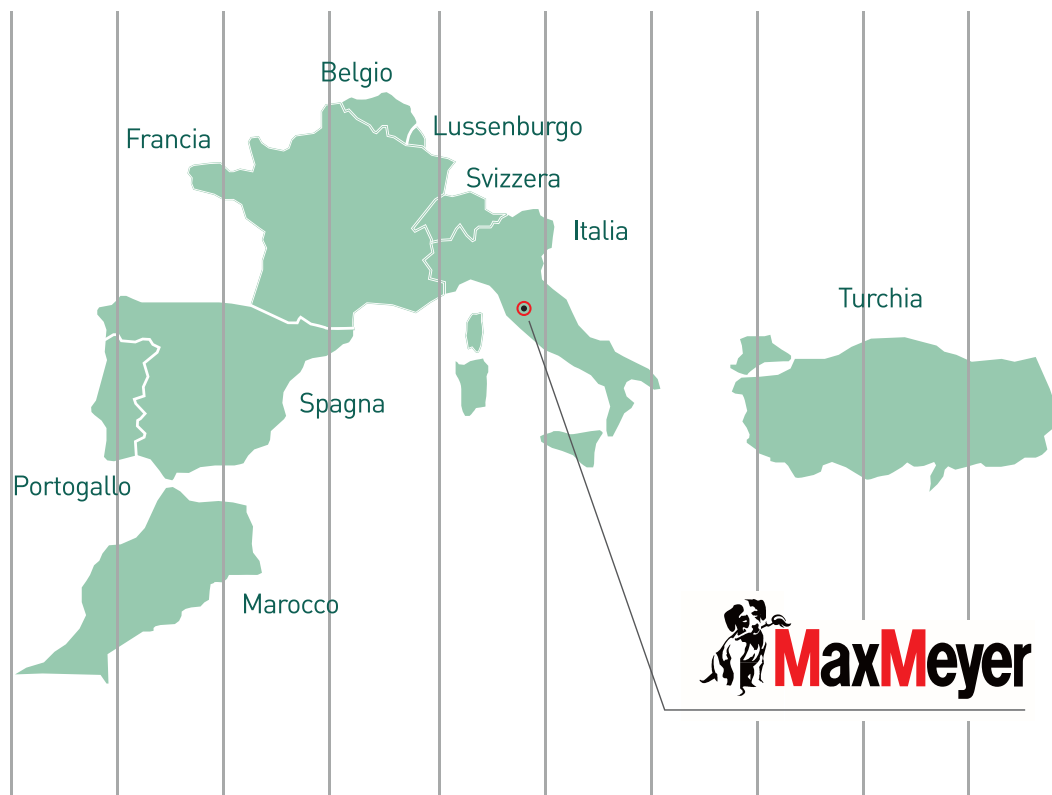 Belgio
Lussenburgo
Francia
Svizzera
Italia
Turchia
Spagna
Portogallo
Marocco
MaxMeyer